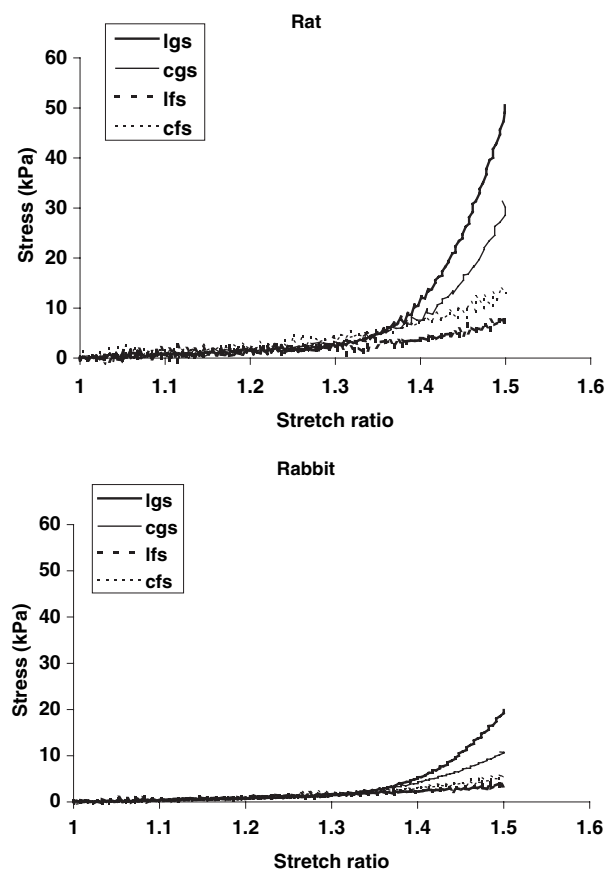 Rat
lgs
cgs
lfs
cfs
60
50
40
30
20
10
0
Stress (kPa)
1 1.1 1.2 1.3 1.4 1.5 1.6
Stretch ratio
Rabbit
lgs
cgs
lfs
cfs
60
50
40
30
20
10
0
Stress (kPa)
1 1.1 1.2 1.3 1.4 1.5 1.6
Stretch ratio